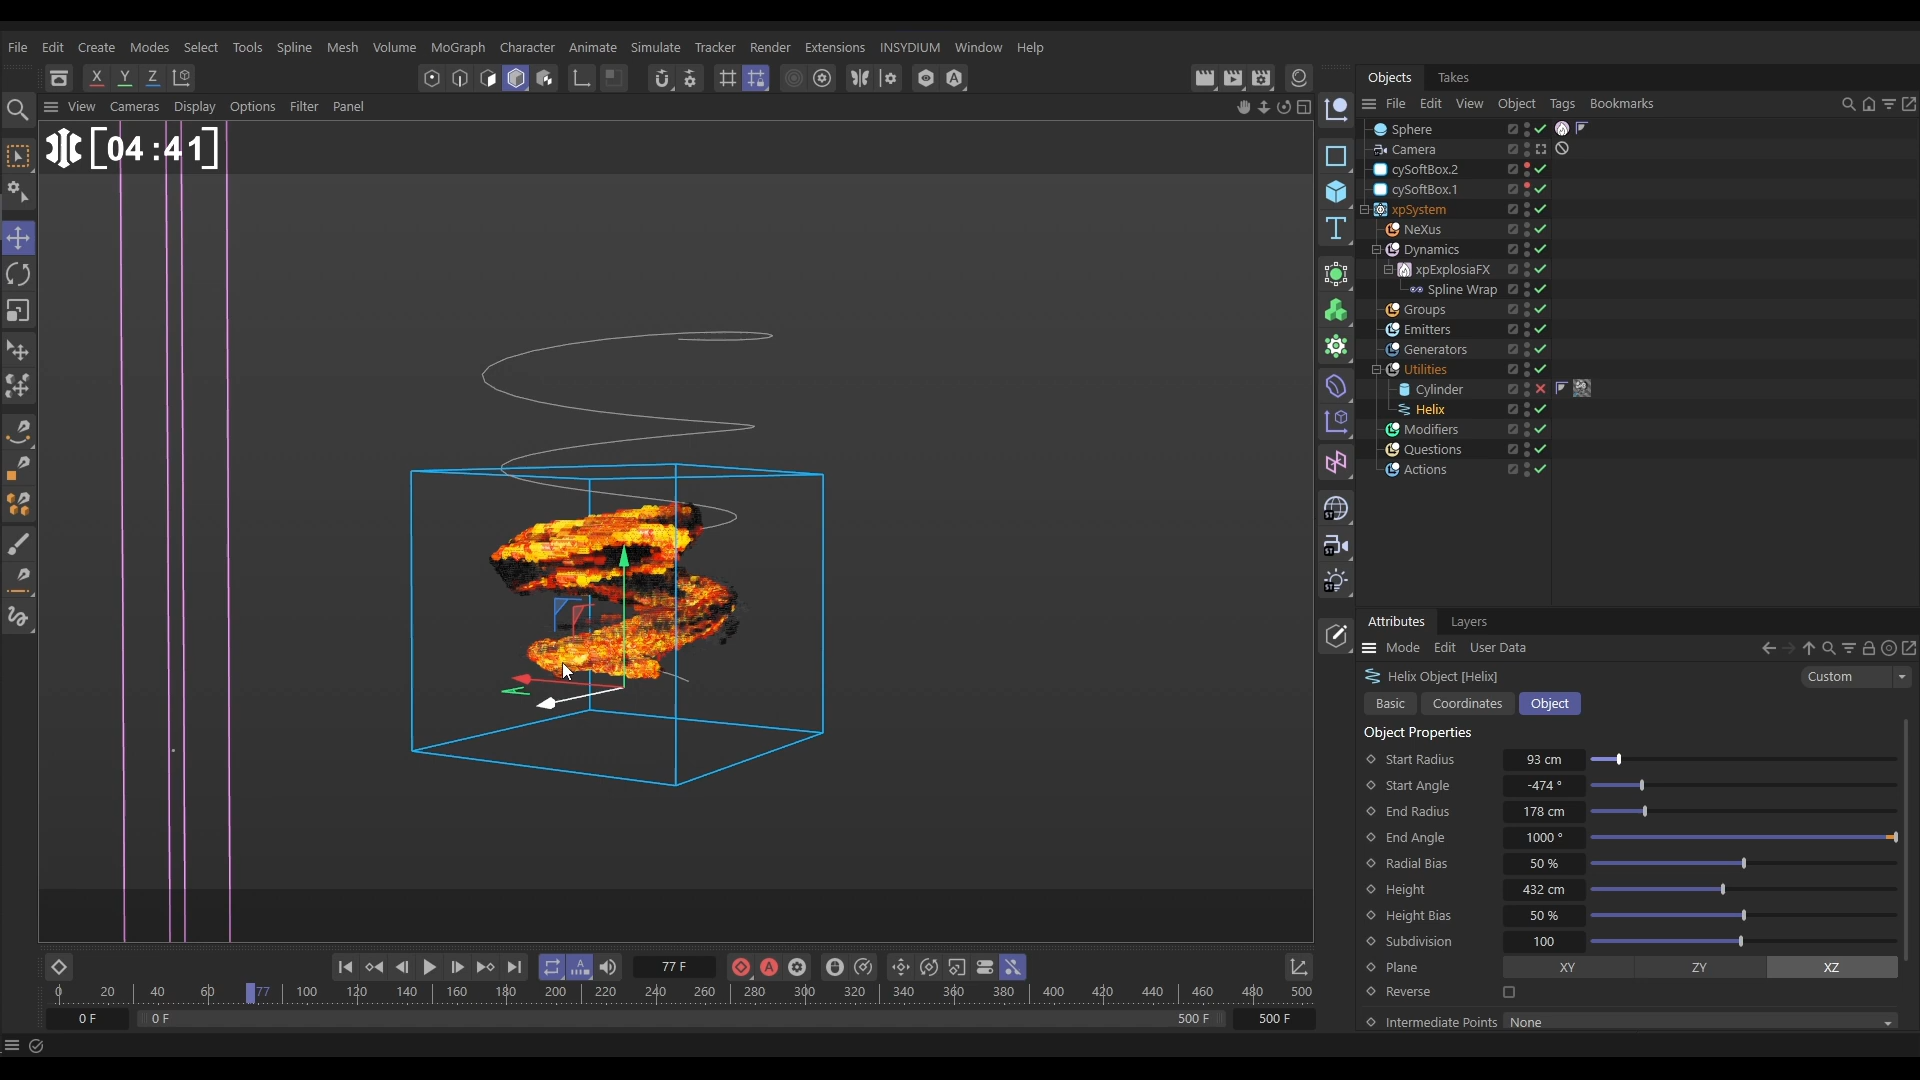 File Edit Create Modes Select Tools Spline Mesh Volume MoGraph Character Animate Simulate Tracker Render Extensions INSYDIUM Window Help
X Y Z
View Cameras Display Options Filter Panel
[04:41]
Objects Takes
File Edit View Object Tags Bookmarks
Sphere
Camera
cySoftBox.2
cySoftBox.1
xpSystem
NeXus
Dynamics
xpExplosiaFX
Spline Wrap
Groups
Emitters
Generators
Utilities
Cylinder
Helix
Modifiers
Questions
Actions
Attributes Layers
Mode Edit User Data
Helix Object [Helix] Custom
Basic Coordinates Object
Object Properties
Start Radius 93 cm
Start Angle -474 °
End Radius 178 cm
End Angle 1000 °
Radial Bias 50 %
Height 432 cm
Height Bias 50 %
Subdivision 100
Plane XY ZY XZ
Reverse
Intermediate Points None
77 F
0 20 40 60 77 100 120 140 160 180 200 220 240 260 280 300 320 340 360 380 400 420 440 460 480 500
0 F 0 F 500 F 500 F